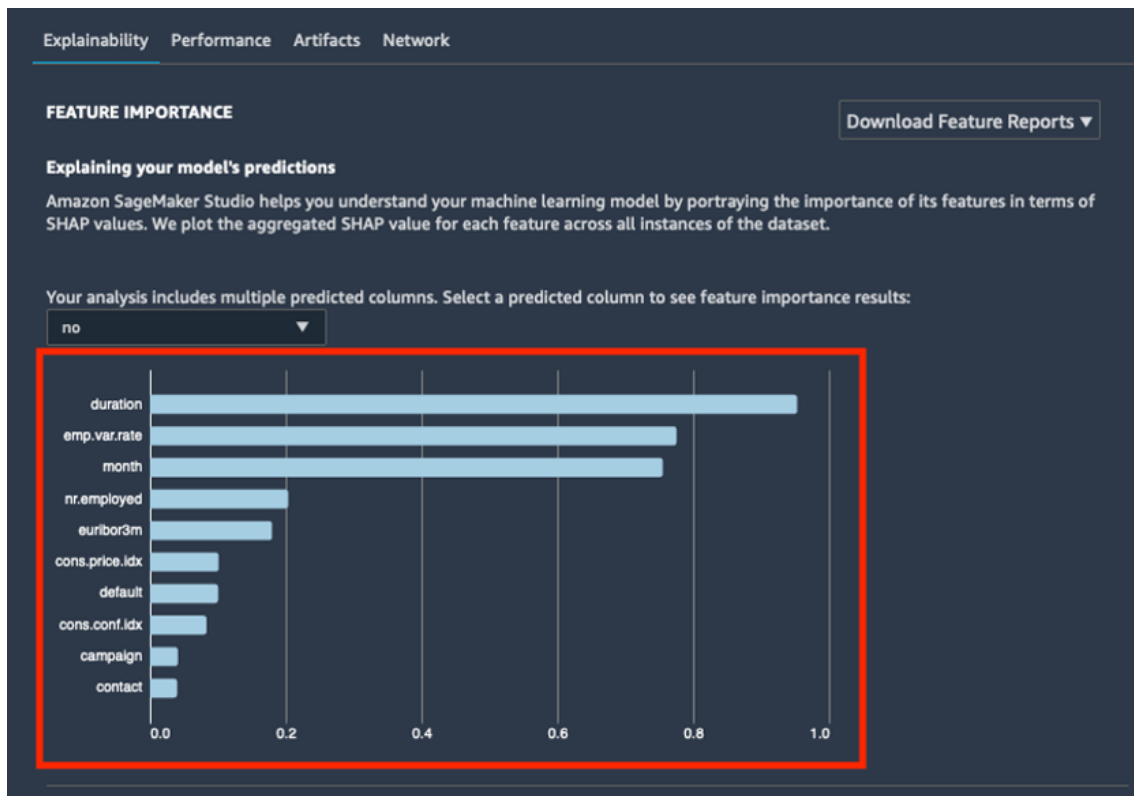 Explainability Performance Artifacts Network
FEATURE IMPORTANCE
Download Feature Reports ▼
Explaining your model's predictions
Amazon SageMaker Studio helps you understand your machine learning model by portraying the importance of its features in terms of
SHAP values. We plot the aggregated SHAP value for each feature across all instances of the dataset.
Your analysis includes multiple predicted columns. Select a predicted column to see feature importance results:
no ▼
duration
emp.var.rate
month
nr.employed
euribor3m
cons.price.idx
default
cons.conf.idx
campaign
contact
0.0 0.2 0.4 0.6 0.8 1.0